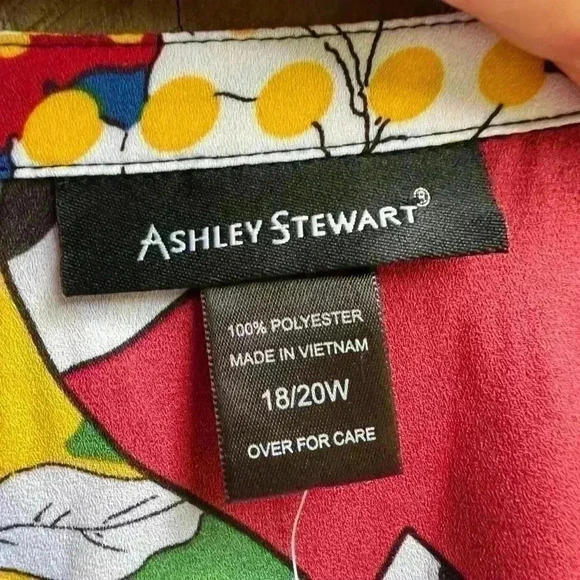 ASHLEY STEWART®
100% POLYESTER
MADE IN VIETNAM
18/20W
OVER FOR CARE